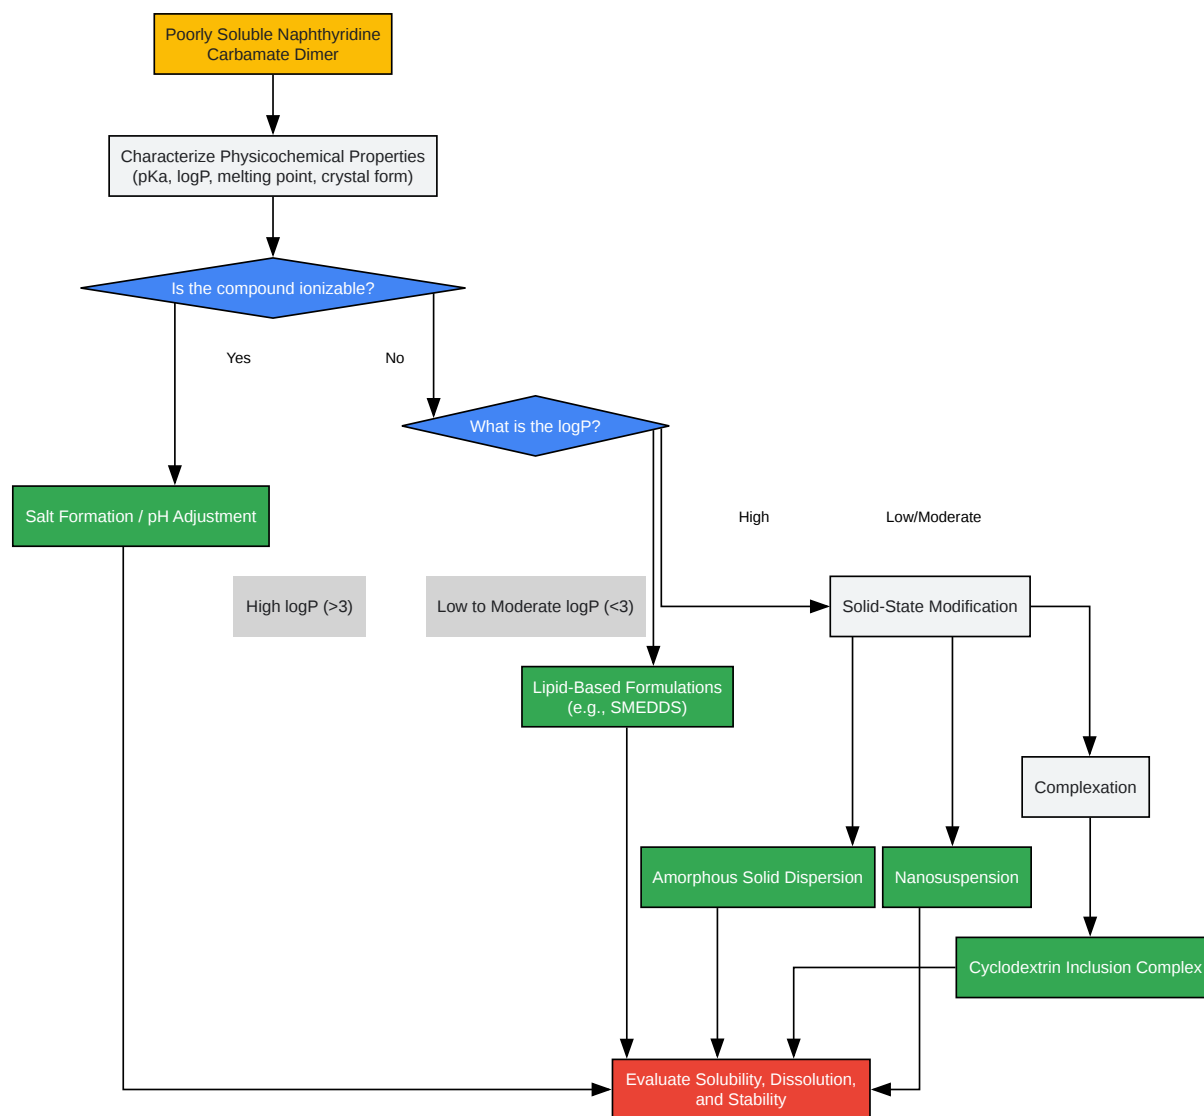 Poorly Soluble Naphthyridine
Carbamate Dimer
Characterize Physicochemical Properties
(pKa, logP, melting point, crystal form)
Is the compound ionizable?
Yes
No
What is the logP?
Salt Formation / pH Adjustment
High
Low/Moderate
High logP (>3)
Low to Moderate logP (<3)
Solid-State Modification
Lipid-Based Formulations
(e.g., SMEDDS)
Complexation
Amorphous Solid Dispersion
Nanosuspension
Cyclodextrin Inclusion Complex
Evaluate Solubility, Dissolution,
and Stability